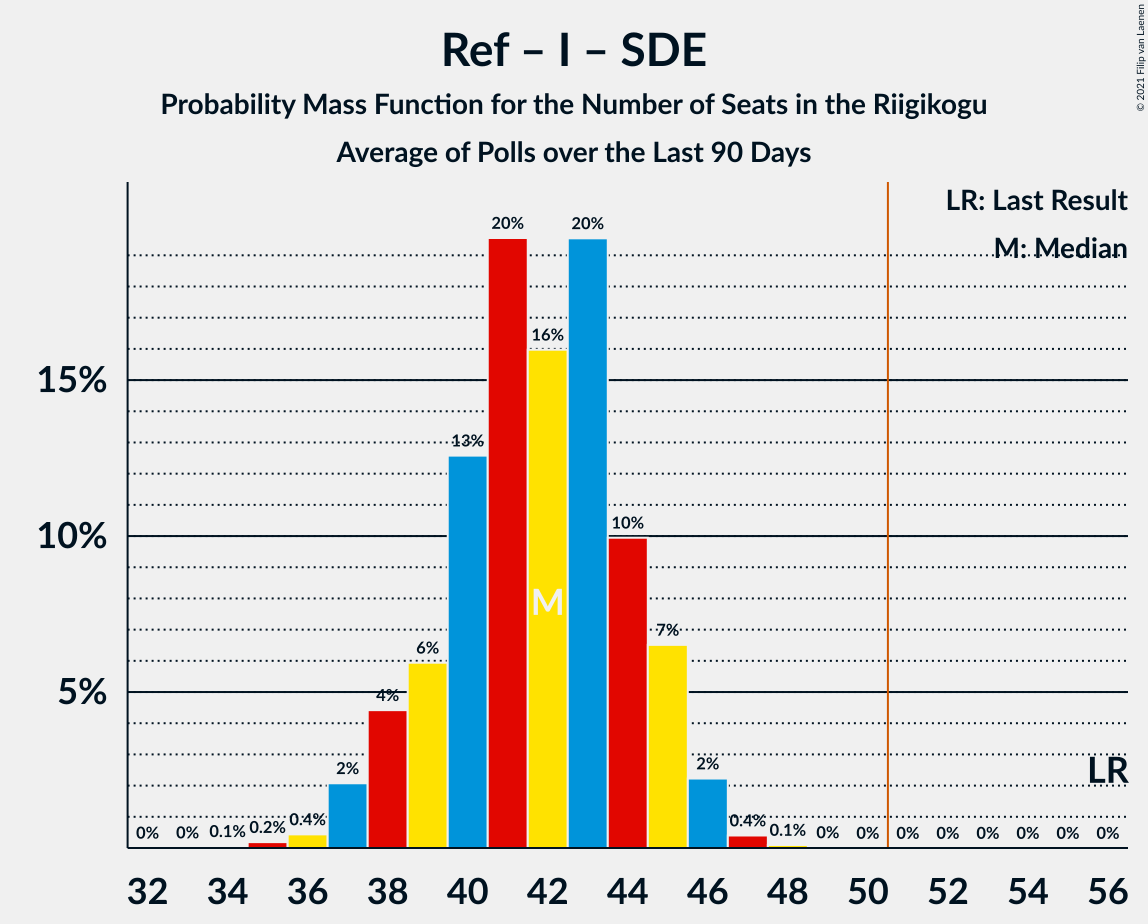 Ref – I – SDE
Probability Mass Function for the Number of Seats in the Riigikogu
Average of Polls over the Last 90 Days
© 2021 Filip van Laenen
LR: Last Result
M: Median
15%
10%
5%
0% 0% 0.1% 0.2% 0.4% 2% 4% 6% 13% 20% 16% 20% 10% 7% 2% 0.4% 0.1% 0% 0% 0% 0% 0% 0% 0% 0%
M
LR
32 34 36 38 40 42 44 46 48 50 52 54 56